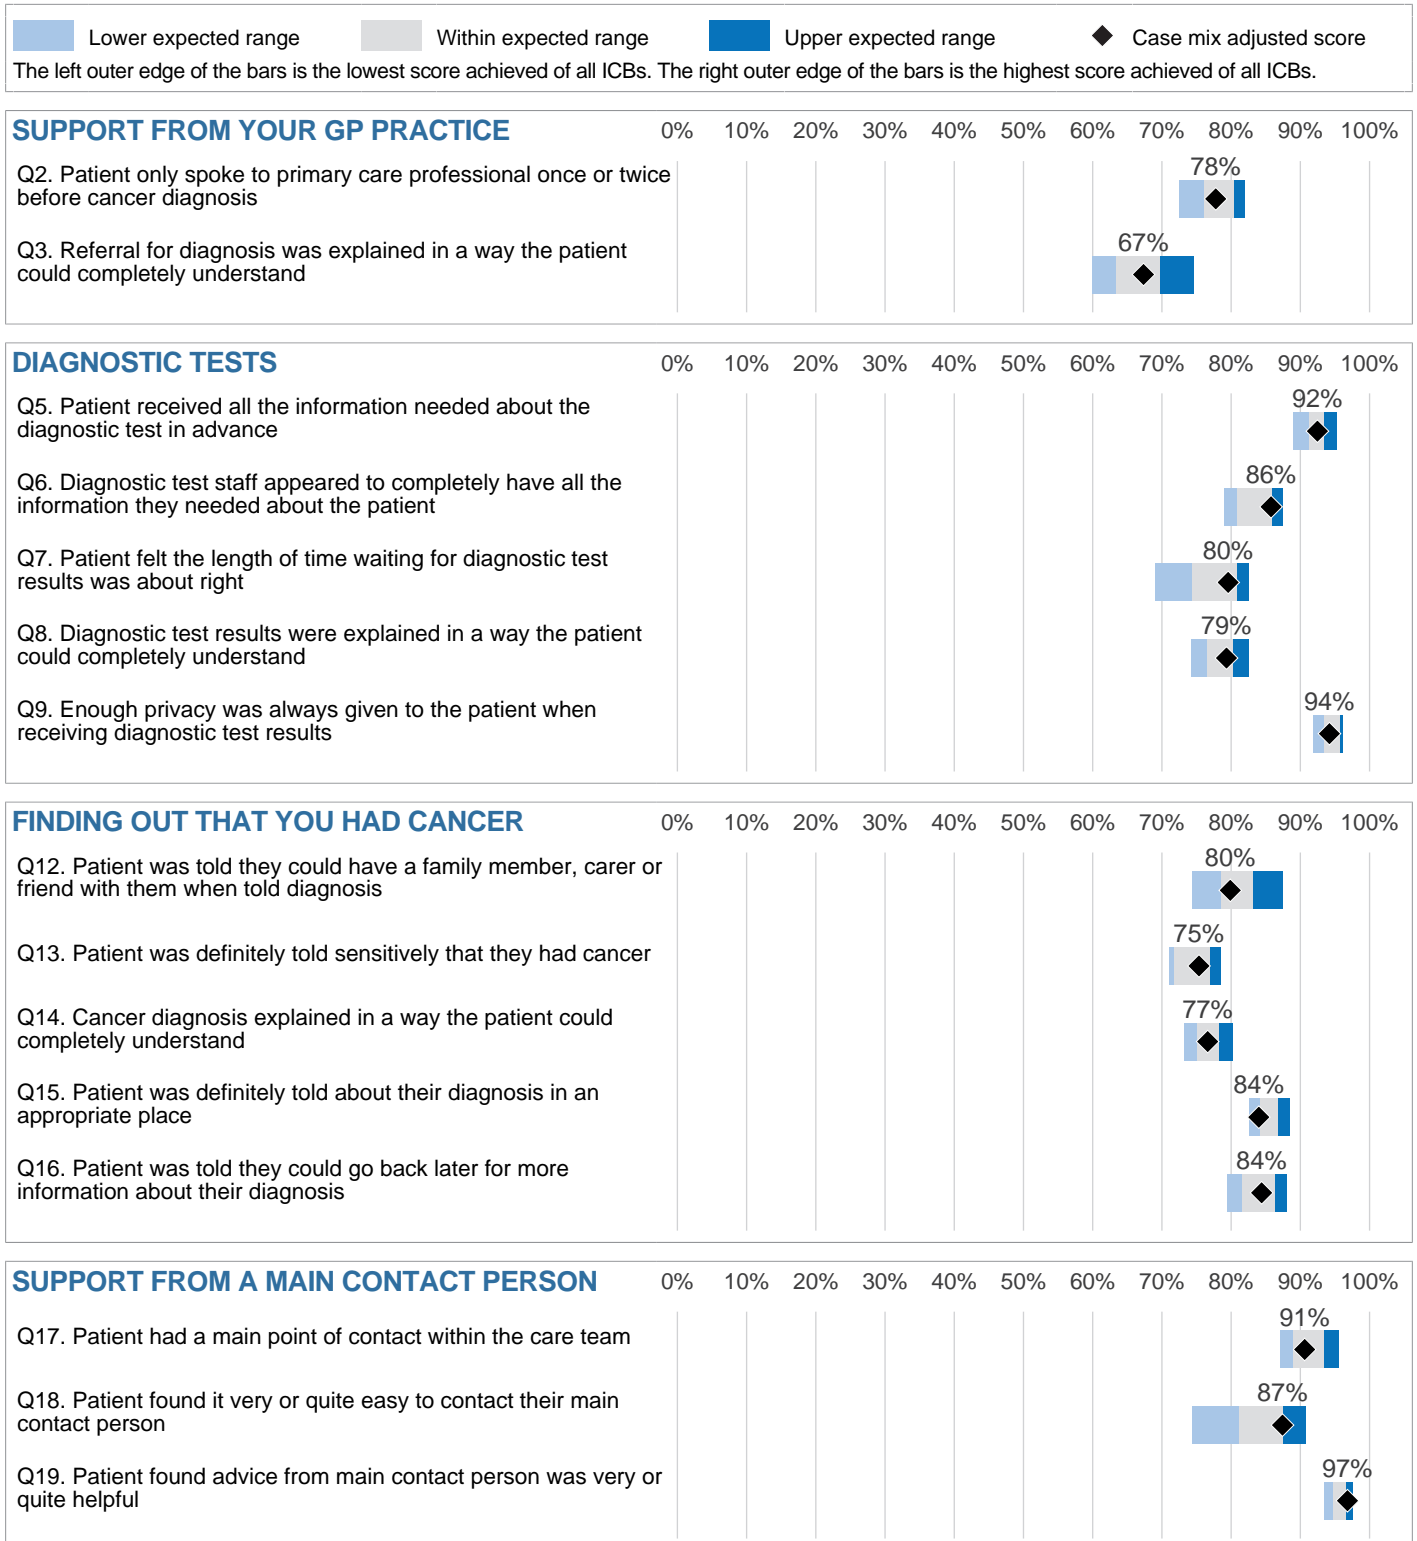 Lower expected range Within expected range Upper expected range Case mix adjusted score
The left outer edge of the bars is the lowest score achieved of all ICBs. The right outer edge of the bars is the highest score achieved of all ICBs.
SUPPORT FROM YOUR GP PRACTICE 0% 10% 20% 30% 40% 50% 60% 70% 80% 90% 100%
Q2. Patient only spoke to primary care professional once or twice
before cancer diagnosis
78%
Q3. Referral for diagnosis was explained in a way the patient
could completely understand
67%
DIAGNOSTIC TESTS 0% 10% 20% 30% 40% 50% 60% 70% 80% 90% 100%
Q5. Patient received all the information needed about the
diagnostic test in advance
92%
Q6. Diagnostic test staff appeared to completely have all the
information they needed about the patient
86%
Q7. Patient felt the length of time waiting for diagnostic test
results was about right
80%
Q8. Diagnostic test results were explained in a way the patient
could completely understand
79%
Q9. Enough privacy was always given to the patient when
receiving diagnostic test results
94%
FINDING OUT THAT YOU HAD CANCER 0% 10% 20% 30% 40% 50% 60% 70% 80% 90% 100%
Q12. Patient was told they could have a family member, carer or
friend with them when told diagnosis
80%
Q13. Patient was definitely told sensitively that they had cancer
75%
Q14. Cancer diagnosis explained in a way the patient could
completely understand
77%
Q15. Patient was definitely told about their diagnosis in an
appropriate place
84%
Q16. Patient was told they could go back later for more
information about their diagnosis
84%
SUPPORT FROM A MAIN CONTACT PERSON 0% 10% 20% 30% 40% 50% 60% 70% 80% 90% 100%
Q17. Patient had a main point of contact within the care team
91%
Q18. Patient found it very or quite easy to contact their main
contact person
87%
Q19. Patient found advice from main contact person was very or
quite helpful
97%